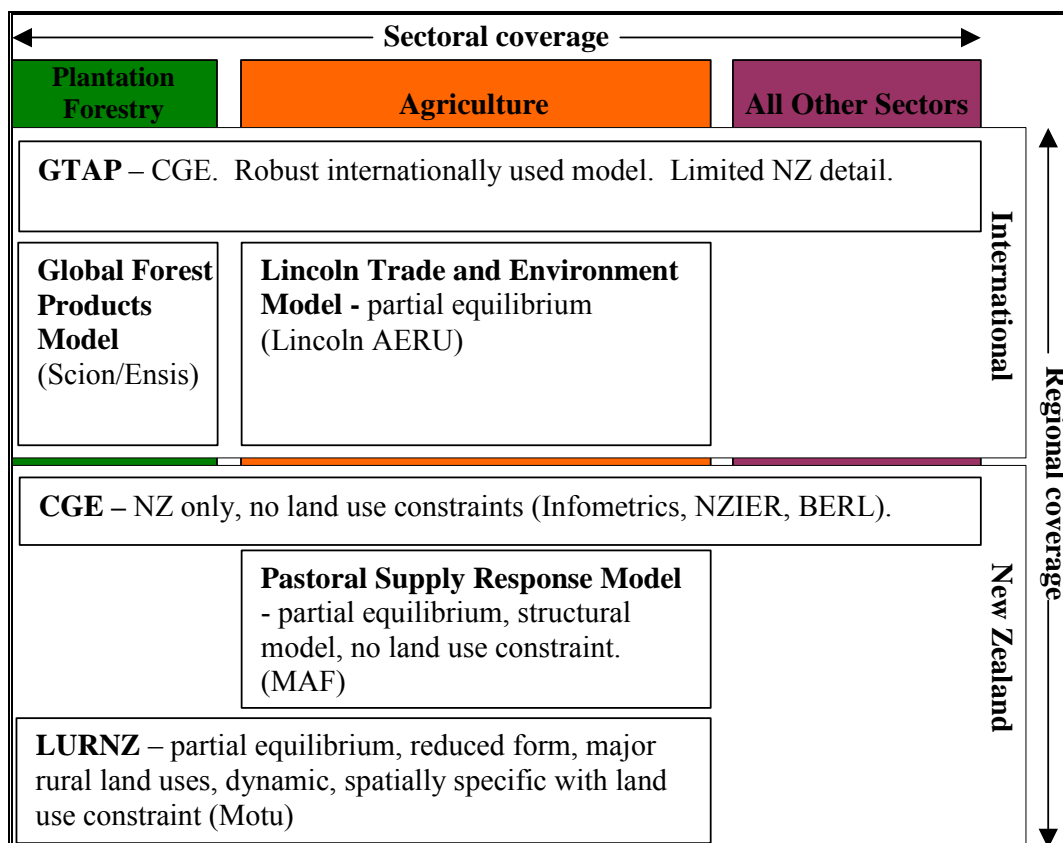 Sectoral coverage
Plantation
Forestry
Agriculture
All Other Sectors
GTAP – CGE.  Robust internationally used model.  Limited NZ detail.
International
Regional coverage
Global Forest
Products
Model
(Scion/Ensis)
Lincoln Trade and Environment
Model - partial equilibrium
(Lincoln AERU)
CGE – NZ only, no land use constraints (Infometrics, NZIER, BERL).
New Zealand
Pastoral Supply Response Model
- partial equilibrium, structural
model, no land use constraint.
(MAF)
LURNZ – partial equilibrium, reduced form, major
rural land uses, dynamic, spatially specific with land
use constraint (Motu)